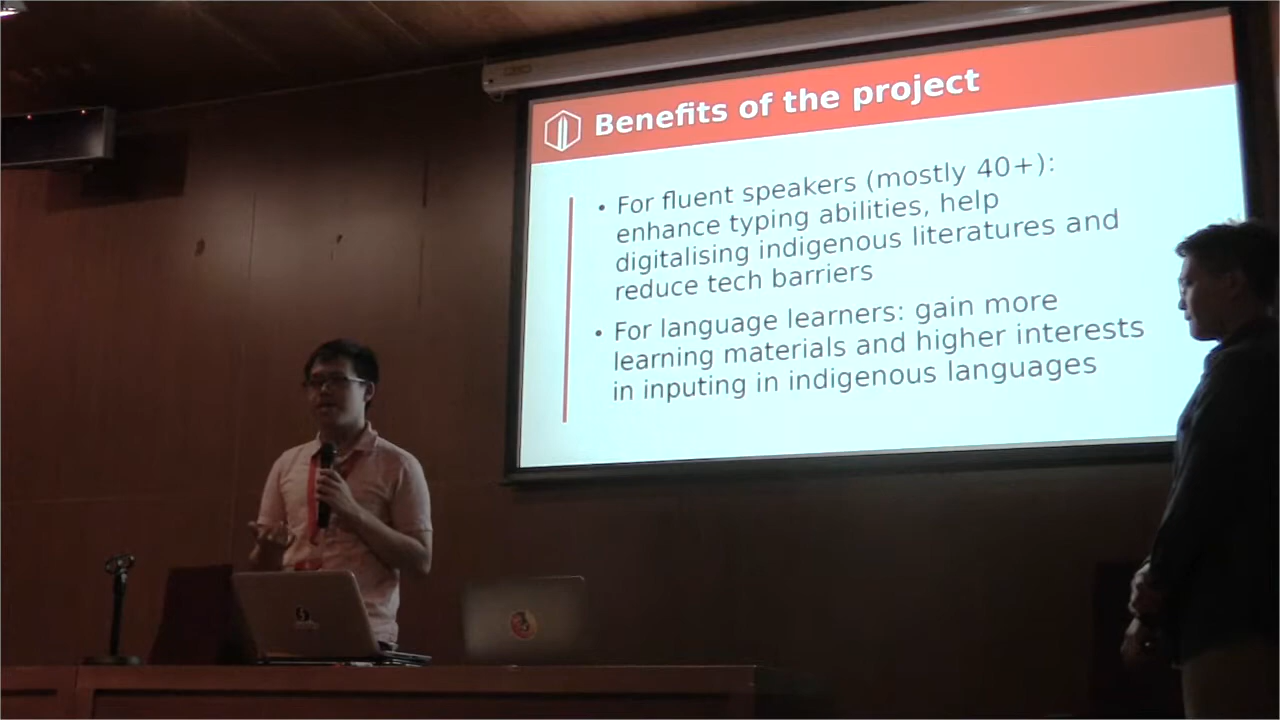 Benefits of the project
• For fluent speakers (mostly 40+):
enhance typing abilities, help
digitalising indigenous literatures and
reduce tech barriers
• For language learners: gain more
learning materials and higher interests
in inputing in indigenous languages